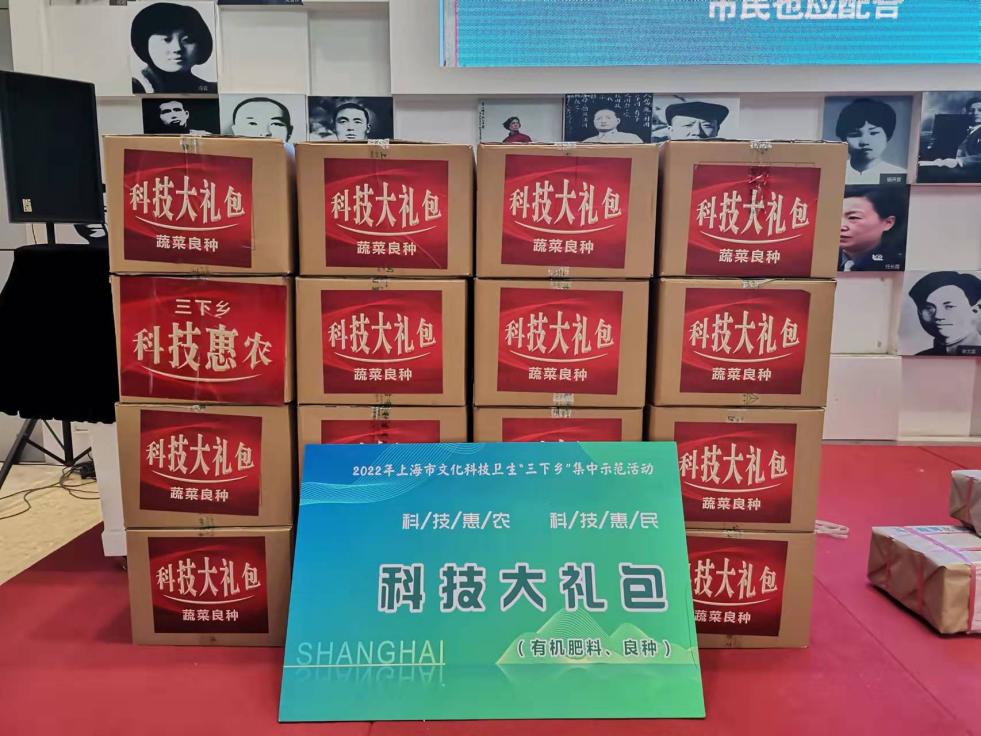 市民也应配合
科技大礼包
蔬菜良种
科技大礼包
蔬菜良种
科技大礼包
蔬菜良种
科技大礼包
蔬菜良种
三下乡
科技惠农
科技大礼包
蔬菜良种
科技大礼包
蔬菜良种
科技大礼包
蔬菜良种
科技大礼包
蔬菜良种
科技大礼包
蔬菜良种
科技大礼包
蔬菜良种
技大礼包
蔬菜良种
2022年上海市文化科技卫生"三下乡"集中示范活动
科/技/惠/农 科/技/惠/民
科技大礼包
(有机肥料、良种)
SHANGHAI